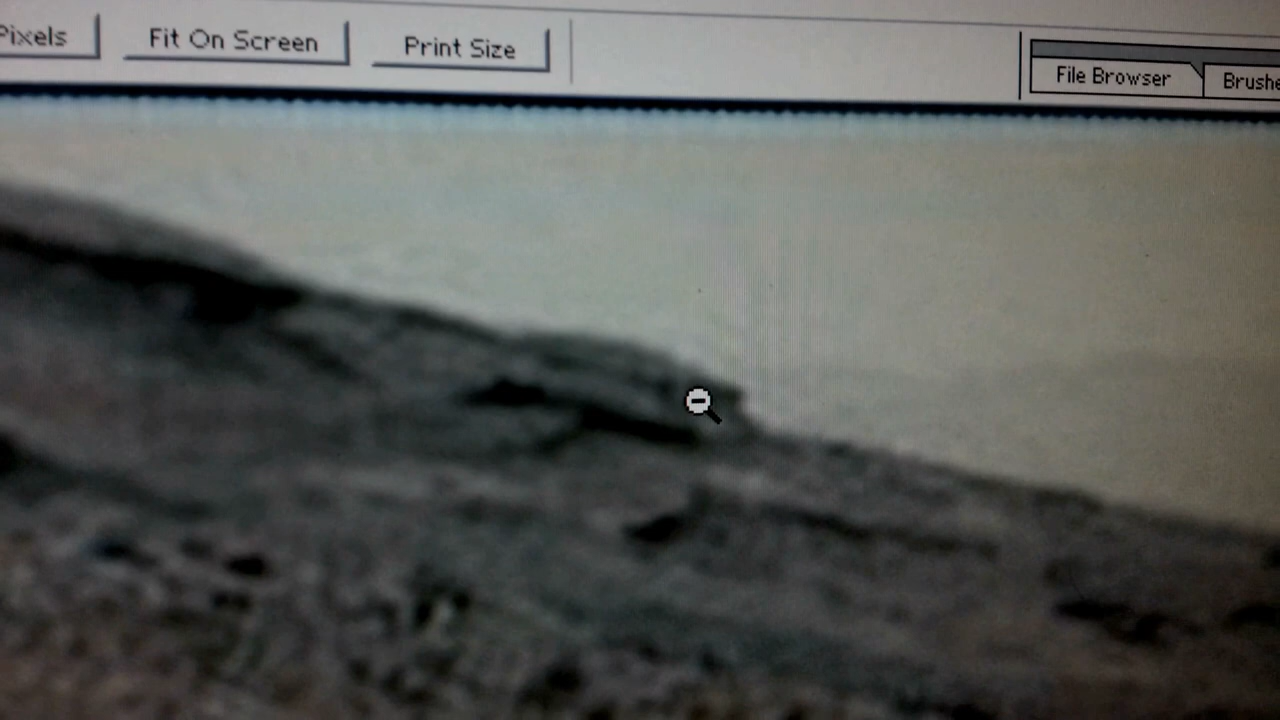 Pixels
Fit On Screen
Print Size
File Browser
Brushe